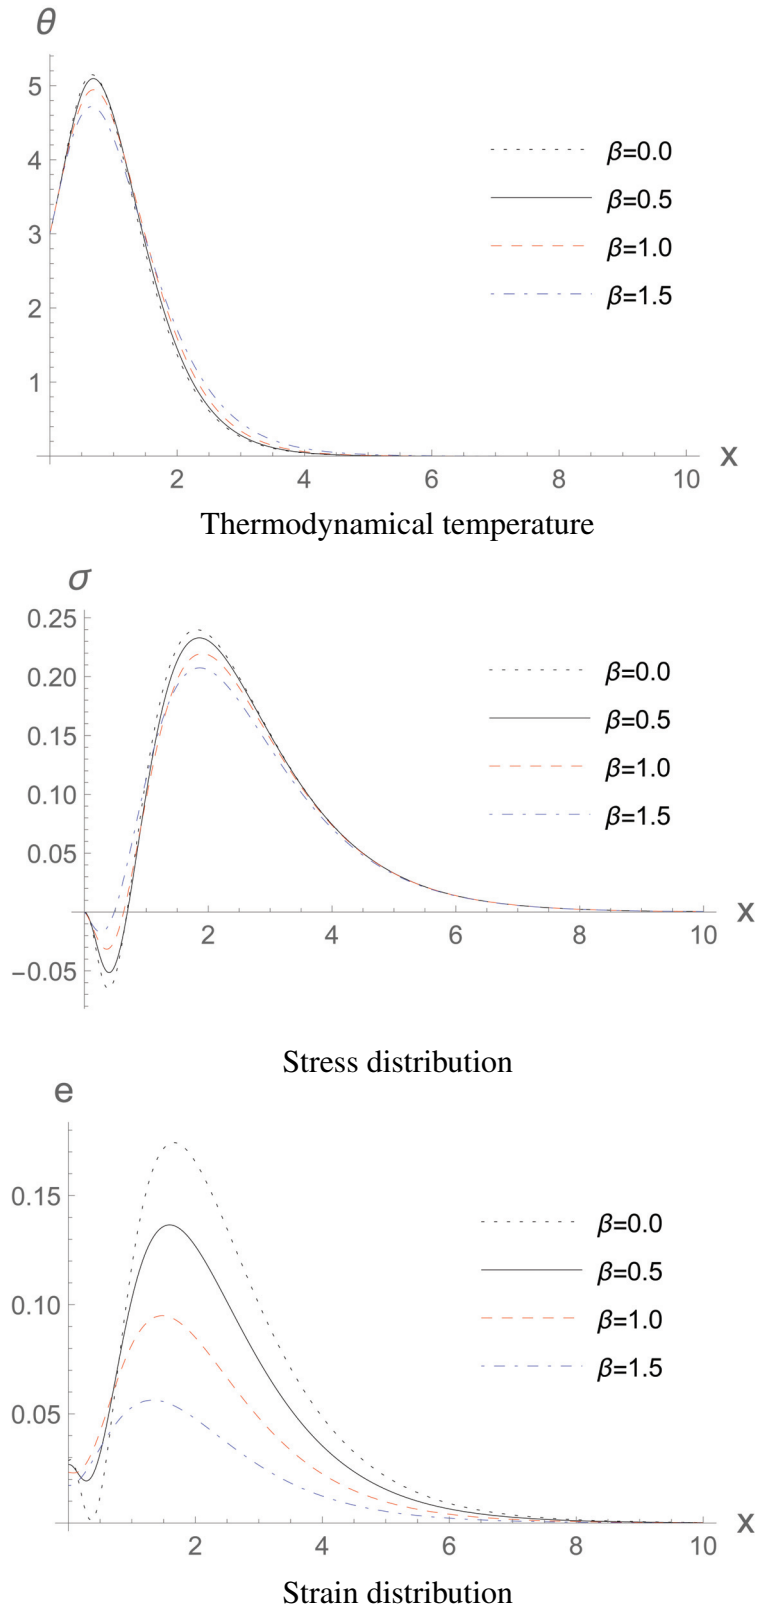 θ
5
4
3
2
1
β=0.0
β=0.5
β=1.0
β=1.5
2 4 6 8 10 x
Thermodynamical temperature
σ
0.25
0.20
0.15
0.10
0.05
−0.05
β=0.0
β=0.5
β=1.0
β=1.5
2 4 6 8 10 x
Stress distribution
e
0.15
0.10
0.05
β=0.0
β=0.5
β=1.0
β=1.5
2 4 6 8 10 x
Strain distribution